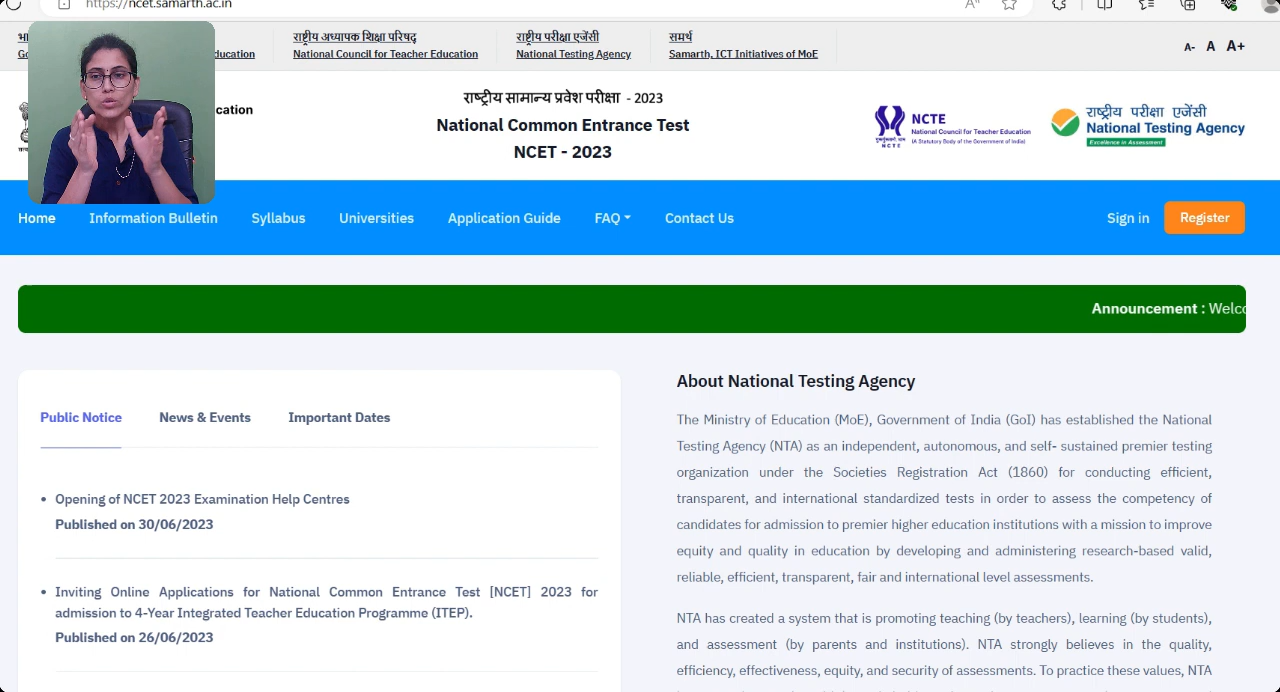 https://ncet.samarth.ac.in
राष्ट्रीय अध्यापक शिक्षा परिषद्
National Council for Teacher Education
राष्ट्रीय परीक्षा एजेंसी
National Testing Agency
समर्थ
Samarth, ICT Initiatives of MoE
A- A A+
राष्ट्रीय सामान्य प्रवेश परीक्षा - 2023
National Common Entrance Test
NCET - 2023
NCTE
National Council for Teacher Education
(A Statutory Body of the Government of India)
NCTE
राष्ट्रीय परीक्षा एजेंसी
National Testing Agency
Excellence in Assessment
Home
Information Bulletin
Syllabus
Universities
Application Guide
FAQ
Contact Us
Sign in
Register
Announcement :
Public Notice
News & Events
Important Dates
• Opening of NCET 2023 Examination Help Centres
Published on 30/06/2023
• Inviting Online Applications for National Common Entrance Test [NCET] 2023 for
admission to 4-Year Integrated Teacher Education Programme (ITEP).
Published on 26/06/2023
About National Testing Agency
The Ministry of Education (MoE), Government of India (GoI) has established the National
Testing Agency (NTA) as an independent, autonomous, and self- sustained premier testing
organization under the Societies Registration Act (1860) for conducting efficient,
transparent, and international standardized tests in order to assess the competency of
candidates for admission to premier higher education institutions with a mission to improve
equity and quality in education by developing and administering research-based valid,
reliable, efficient, transparent, fair and international level assessments.
NTA has created a system that is promoting teaching (by teachers), learning (by students),
and assessment (by parents and institutions). NTA strongly believes in the quality,
efficiency, effectiveness, equity, and security of assessments. To practice these values, NTA